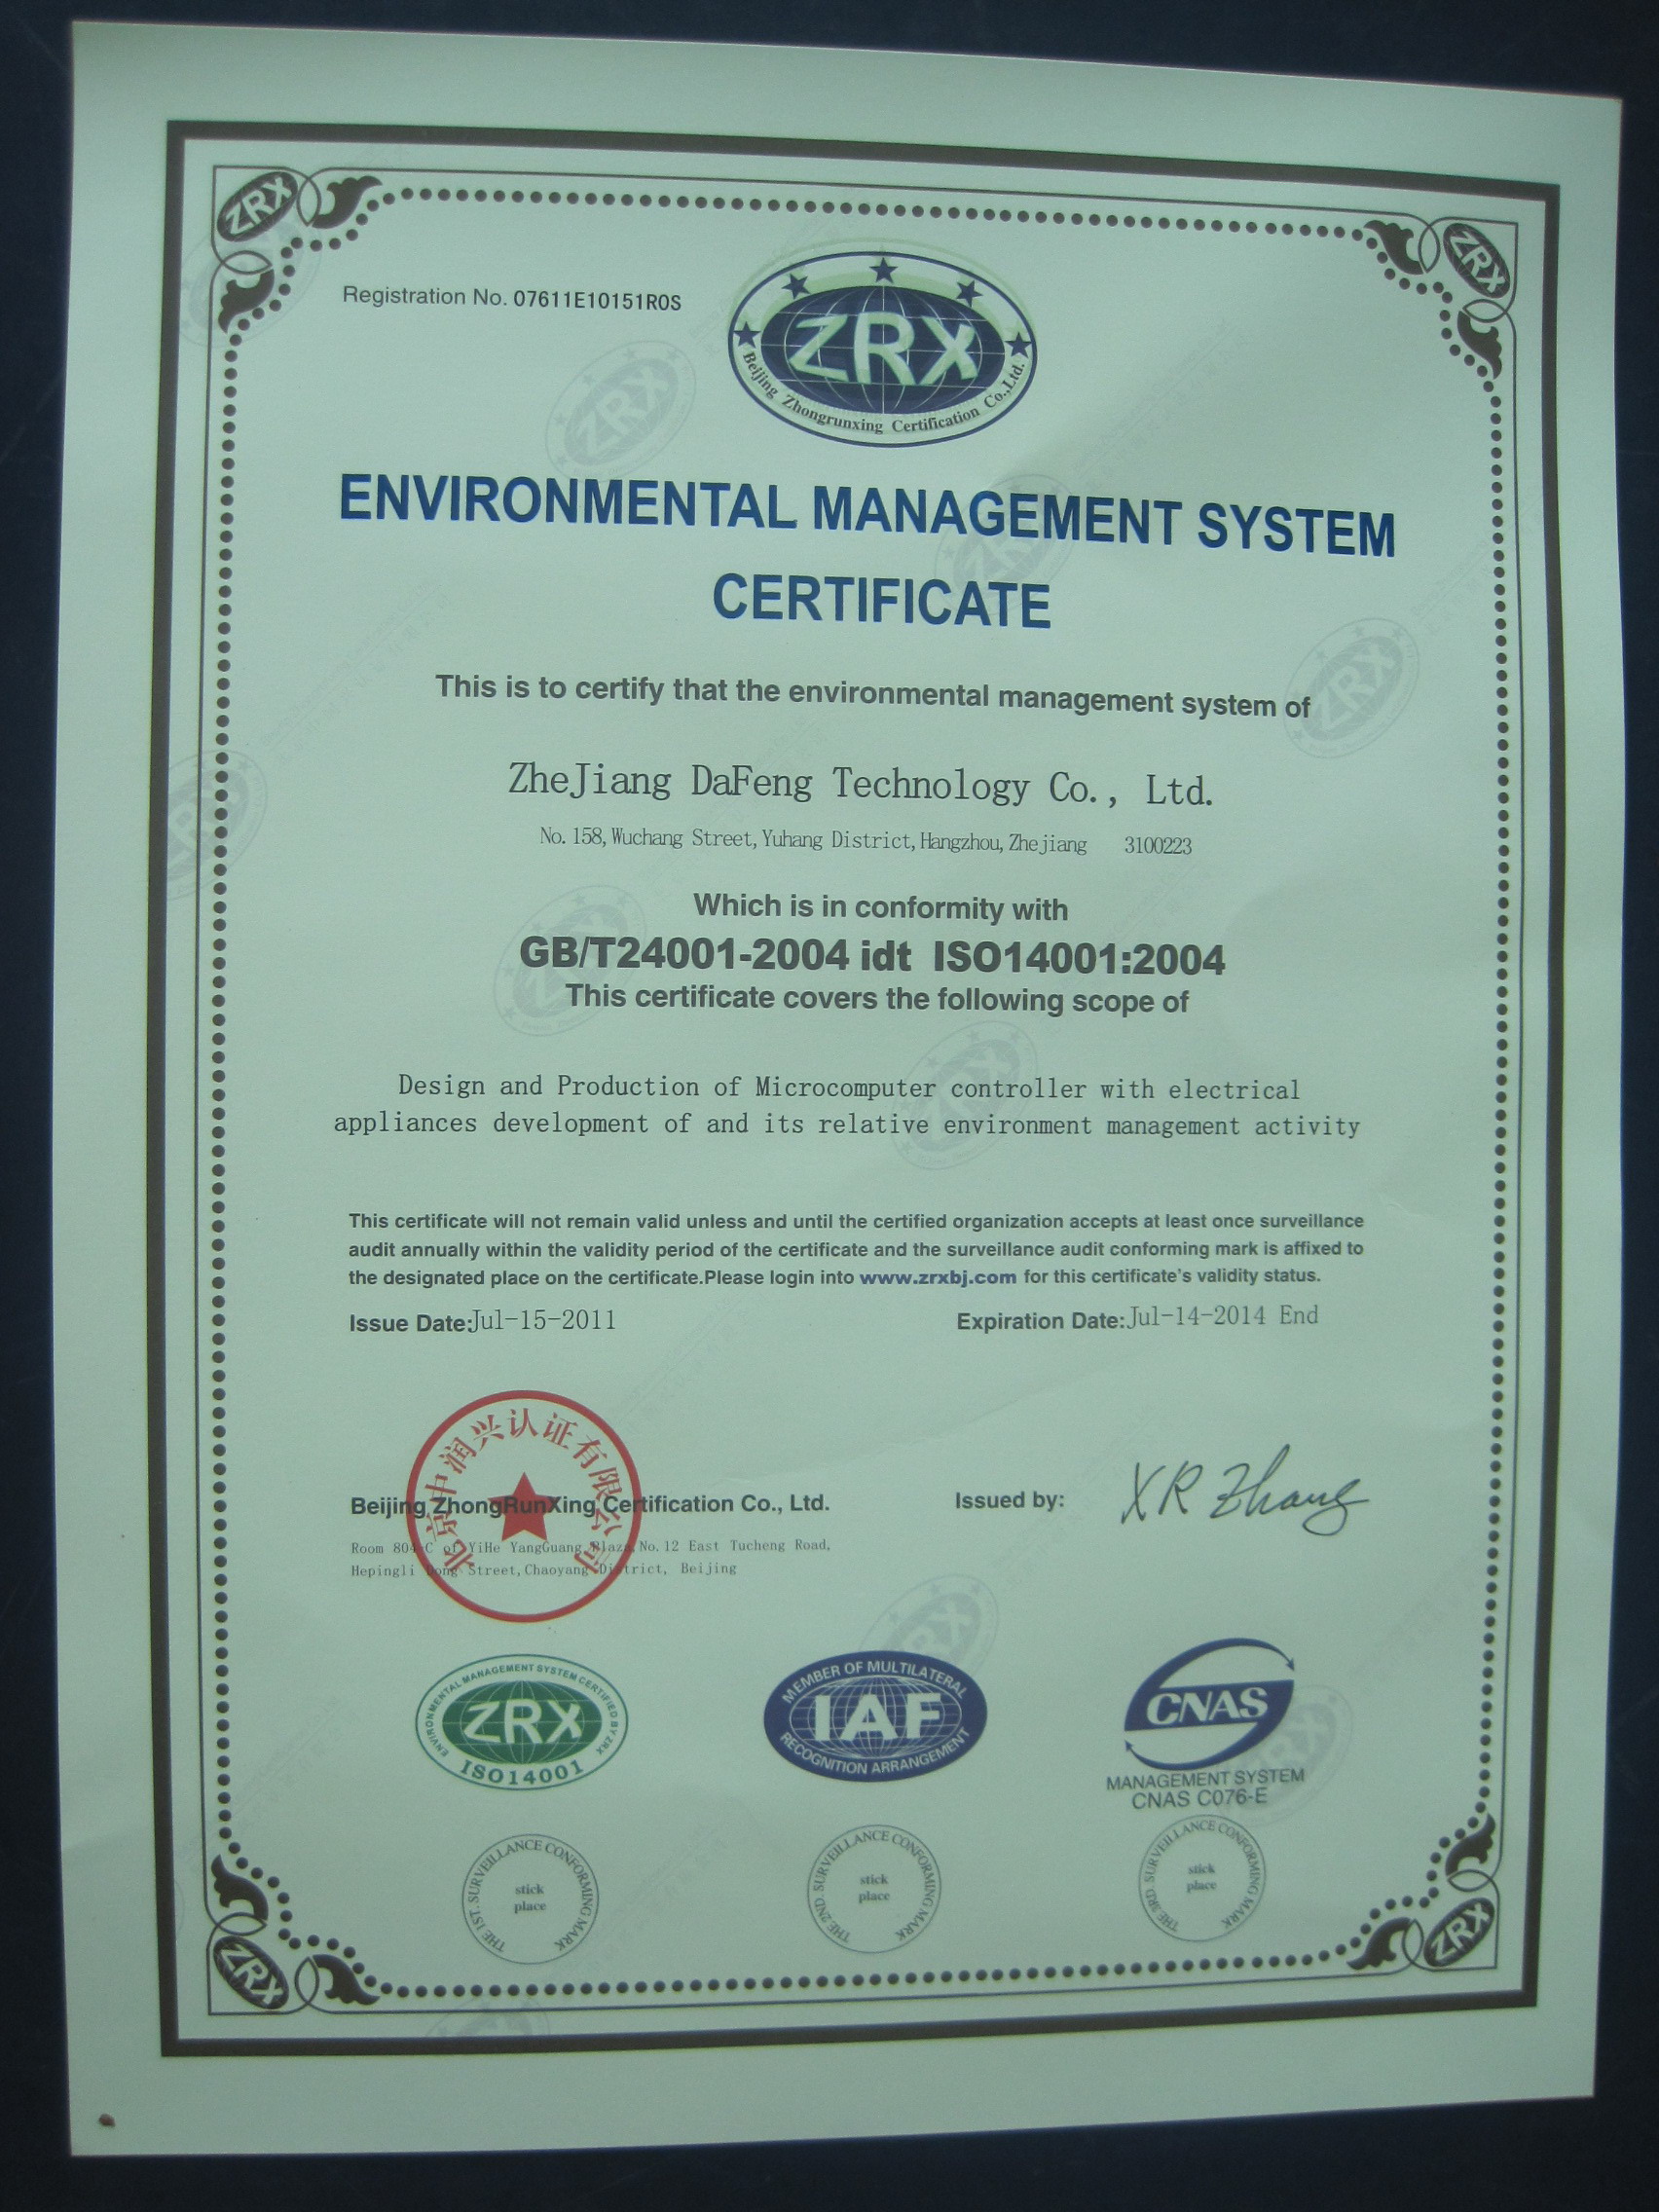 ZRX
ZRX
Registration No. 07611E10151R0S
ZRX
Beijing Zhongrunxing Certification Co.,Ltd.
ENVIRONMENTAL MANAGEMENT SYSTEM
CERTIFICATE
This is to certify that the environmental management system of
ZheJiang DaFeng Technology Co., Ltd.
No. 158, Wuchang Street, Yuhang District, Hangzhou, Zhejiang 3100223
Which is in conformity with
GB/T24001-2004 idt ISO14001:2004
This certificate covers the following scope of
Design and Production of Microcomputer controller with electrical
appliances development of and its relative environment management activity
This certificate will not remain valid unless and until the certified organization accepts at least once surveillance
audit annually within the validity period of the certificate and the surveillance audit conforming mark is affixed to
the designated place on the certificate.Please login into www.zrxbj.com for this certificate's validity status.
Issue Date:Jul-15-2011
Expiration Date:Jul-14-2014 End
北京中润兴认证有限公司
Beijing ZhongRunXing Certification Co., Ltd.
Issued by:
XR Zhang
Room 804-C of YiHe YangGuang Plaza, No. 12 East Tucheng Road,
Hepingli Dong Street, Chaoyang District, Beijing
ENVIRONMENTAL MANAGEMENT SYSTEM CERTIFIED BY ZRX
ZRX
ISO14001
MEMBER OF MULTILATERAL
IAF
RECOGNITION ARRANGEMENT
CNAS
MANAGEMENT SYSTEM
CNAS C076-E
THE 1ST. SURVEILLANCE CONFORMING MARK
stick
place
THE 2ND. SURVEILLANCE CONFORMING MARK
stick
place
THE 3RD. SURVEILLANCE CONFORMING MARK
stick
place
ZRX
ZRX